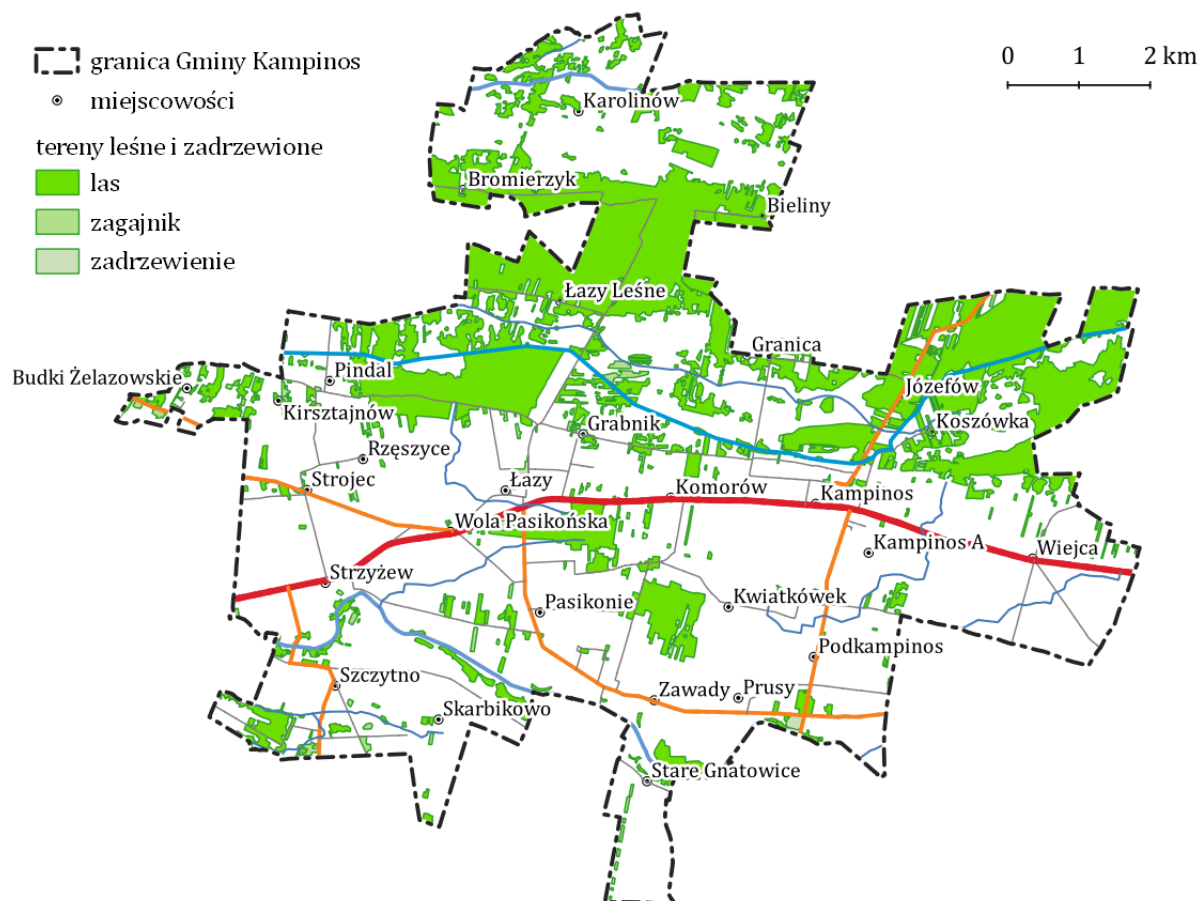 granica Gminy Kampinos
miejscowości
tereny leśne i zadrzewione
las
zagajnik
zadrzewienie
0 1 2 km
Karolinów
Bromierzyk
Bieliny
Łazy Leśne
Granica
Pindal
Budki Żelazowskie
Józefów
Kirsztajnów
Koszówka
Grabnik
Rzęszyce
Strojec
Łazy
Komorów
Kampinos
Wola Pasikońska
Kampinos A
Wiejca
Strzyżew
Pasikonie
Kwiatkówek
Podkampinos
Szczytno
Zawady
Prusy
Skarbikowo
Stare Gnatowice